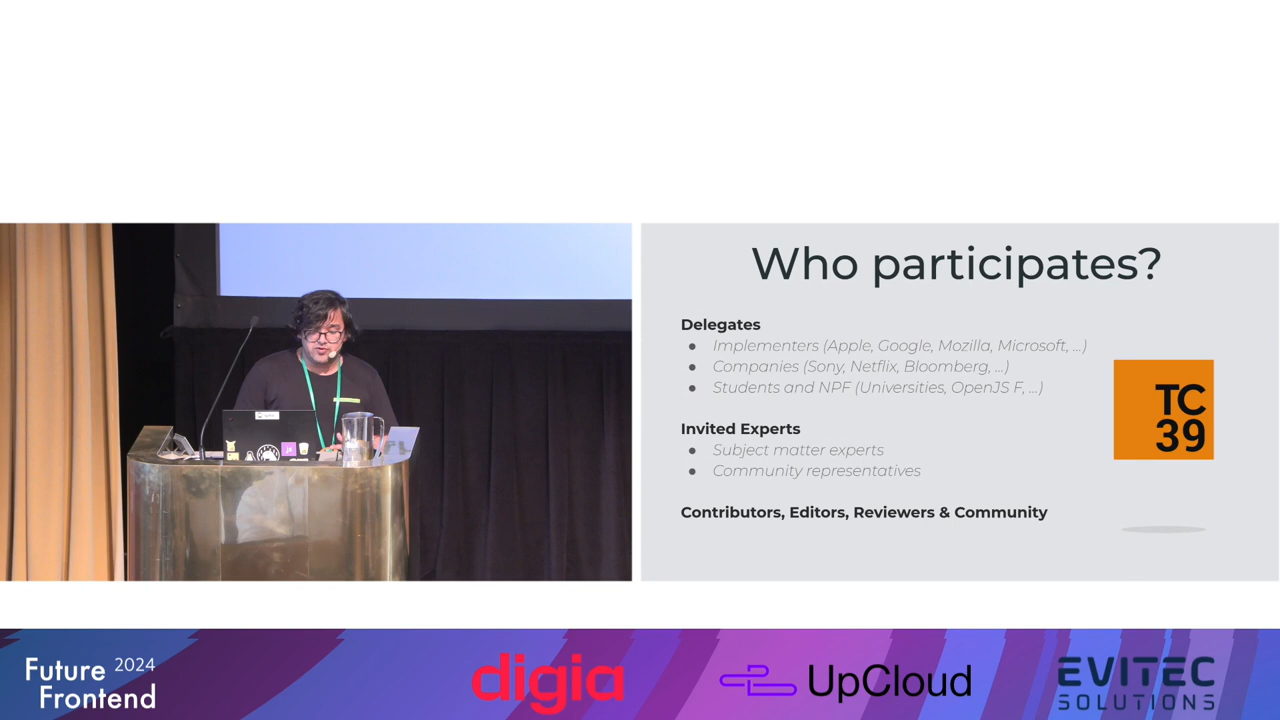 Who participates?
Delegates
● Implementers (Apple, Google, Mozilla, Microsoft, ...)
● Companies (Sony, Netflix, Bloomberg, ...)
● Students and NPF (Universities, OpenJS F, ...)
Invited Experts
● Subject matter experts
● Community representatives
Contributors, Editors, Reviewers & Community
TC
39
Future 2024
Frontend
digia
UpCloud
EVITEC
SOLUTIONS